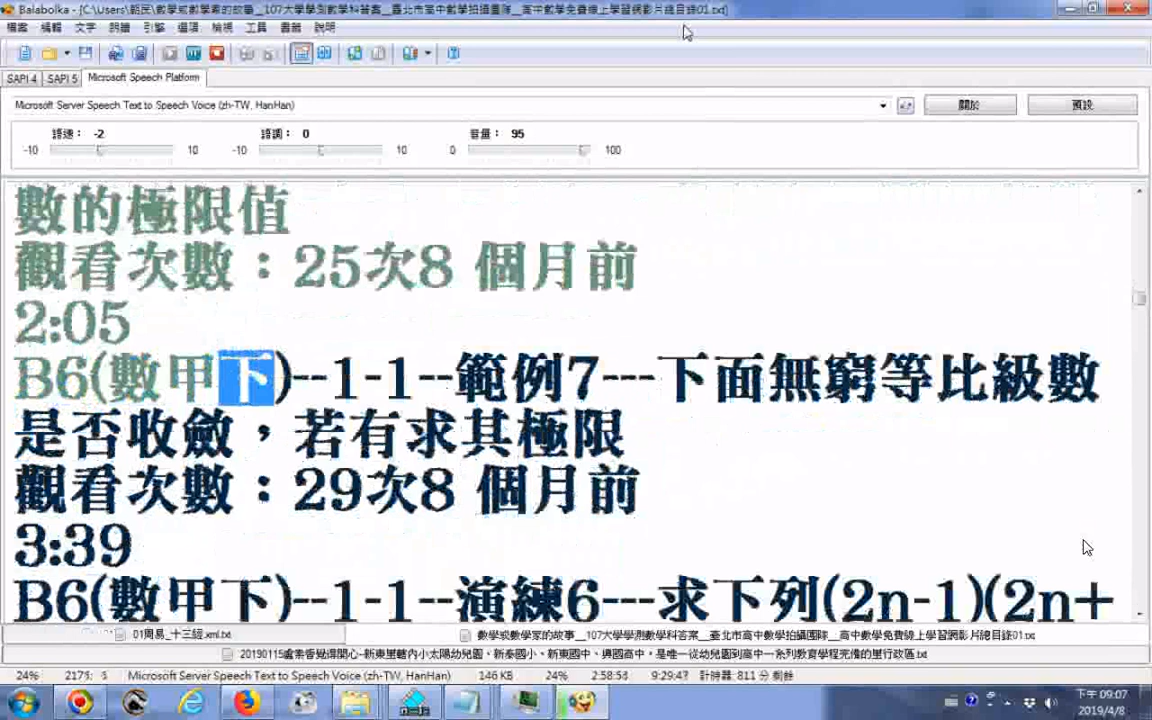 Balabolka - [C:\Users\甄民\數學或數學家的故事__107大學學測數學科答案__臺北市高中數學拍攝團隊__高中數學免費線上學習網影片總目錄01.txt]
檔案 編輯 文字 朗讀 引擎 選項 檢視 工具 書籤 說明
SAPI 4 SAPI 5 Microsoft Speech Platform
Microsoft Server Speech Text to Speech Voice (zh-TW, HanHan) 關於 預設
語速： -2 語調： 0 音量： 95
-10 10 -10 10 0 100
數的極限值
觀看次數：25次8 個月前
2:05
B6(數甲下)--1-1--範例7---下面無窮等比級數
是否收斂，若有求其極限
觀看次數：29次8 個月前
3:39
B6(數甲下)--1-1--演練6---求下列(2n-1)(2n+
01周易_十三經.xml.txt 數學或數學家的故事__107大學學測數學科答案__臺北市高中數學拍攝團隊__高中數學免費線上學習網影片總目錄01.txt
20190115盧素香覺得開心-新東里轄內小太陽幼兒園、新泰國小、新東國中、興國高中，是唯一從幼兒園到高中一系列教育學程完備的里行政區.txt
24% Microsoft Server Speech Text to Speech Voice (zh-TW, HanHan) 146 KB 24% 2:58:58 9:29:47 計時器: 811 分 剩餘
下午 09:07
2019/4/8